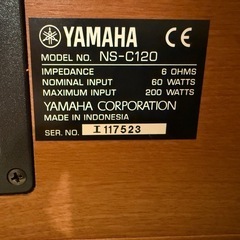 YAMAHA CE
MODEL NO. NS-C120
IMPEDANCE 6 OHMS
NOMINAL INPUT 60 WATTS
MAXIMUM INPUT 200 WATTS
YAMAHA CORPORATION
MADE IN INDONESIA
SER. NO. I 117523